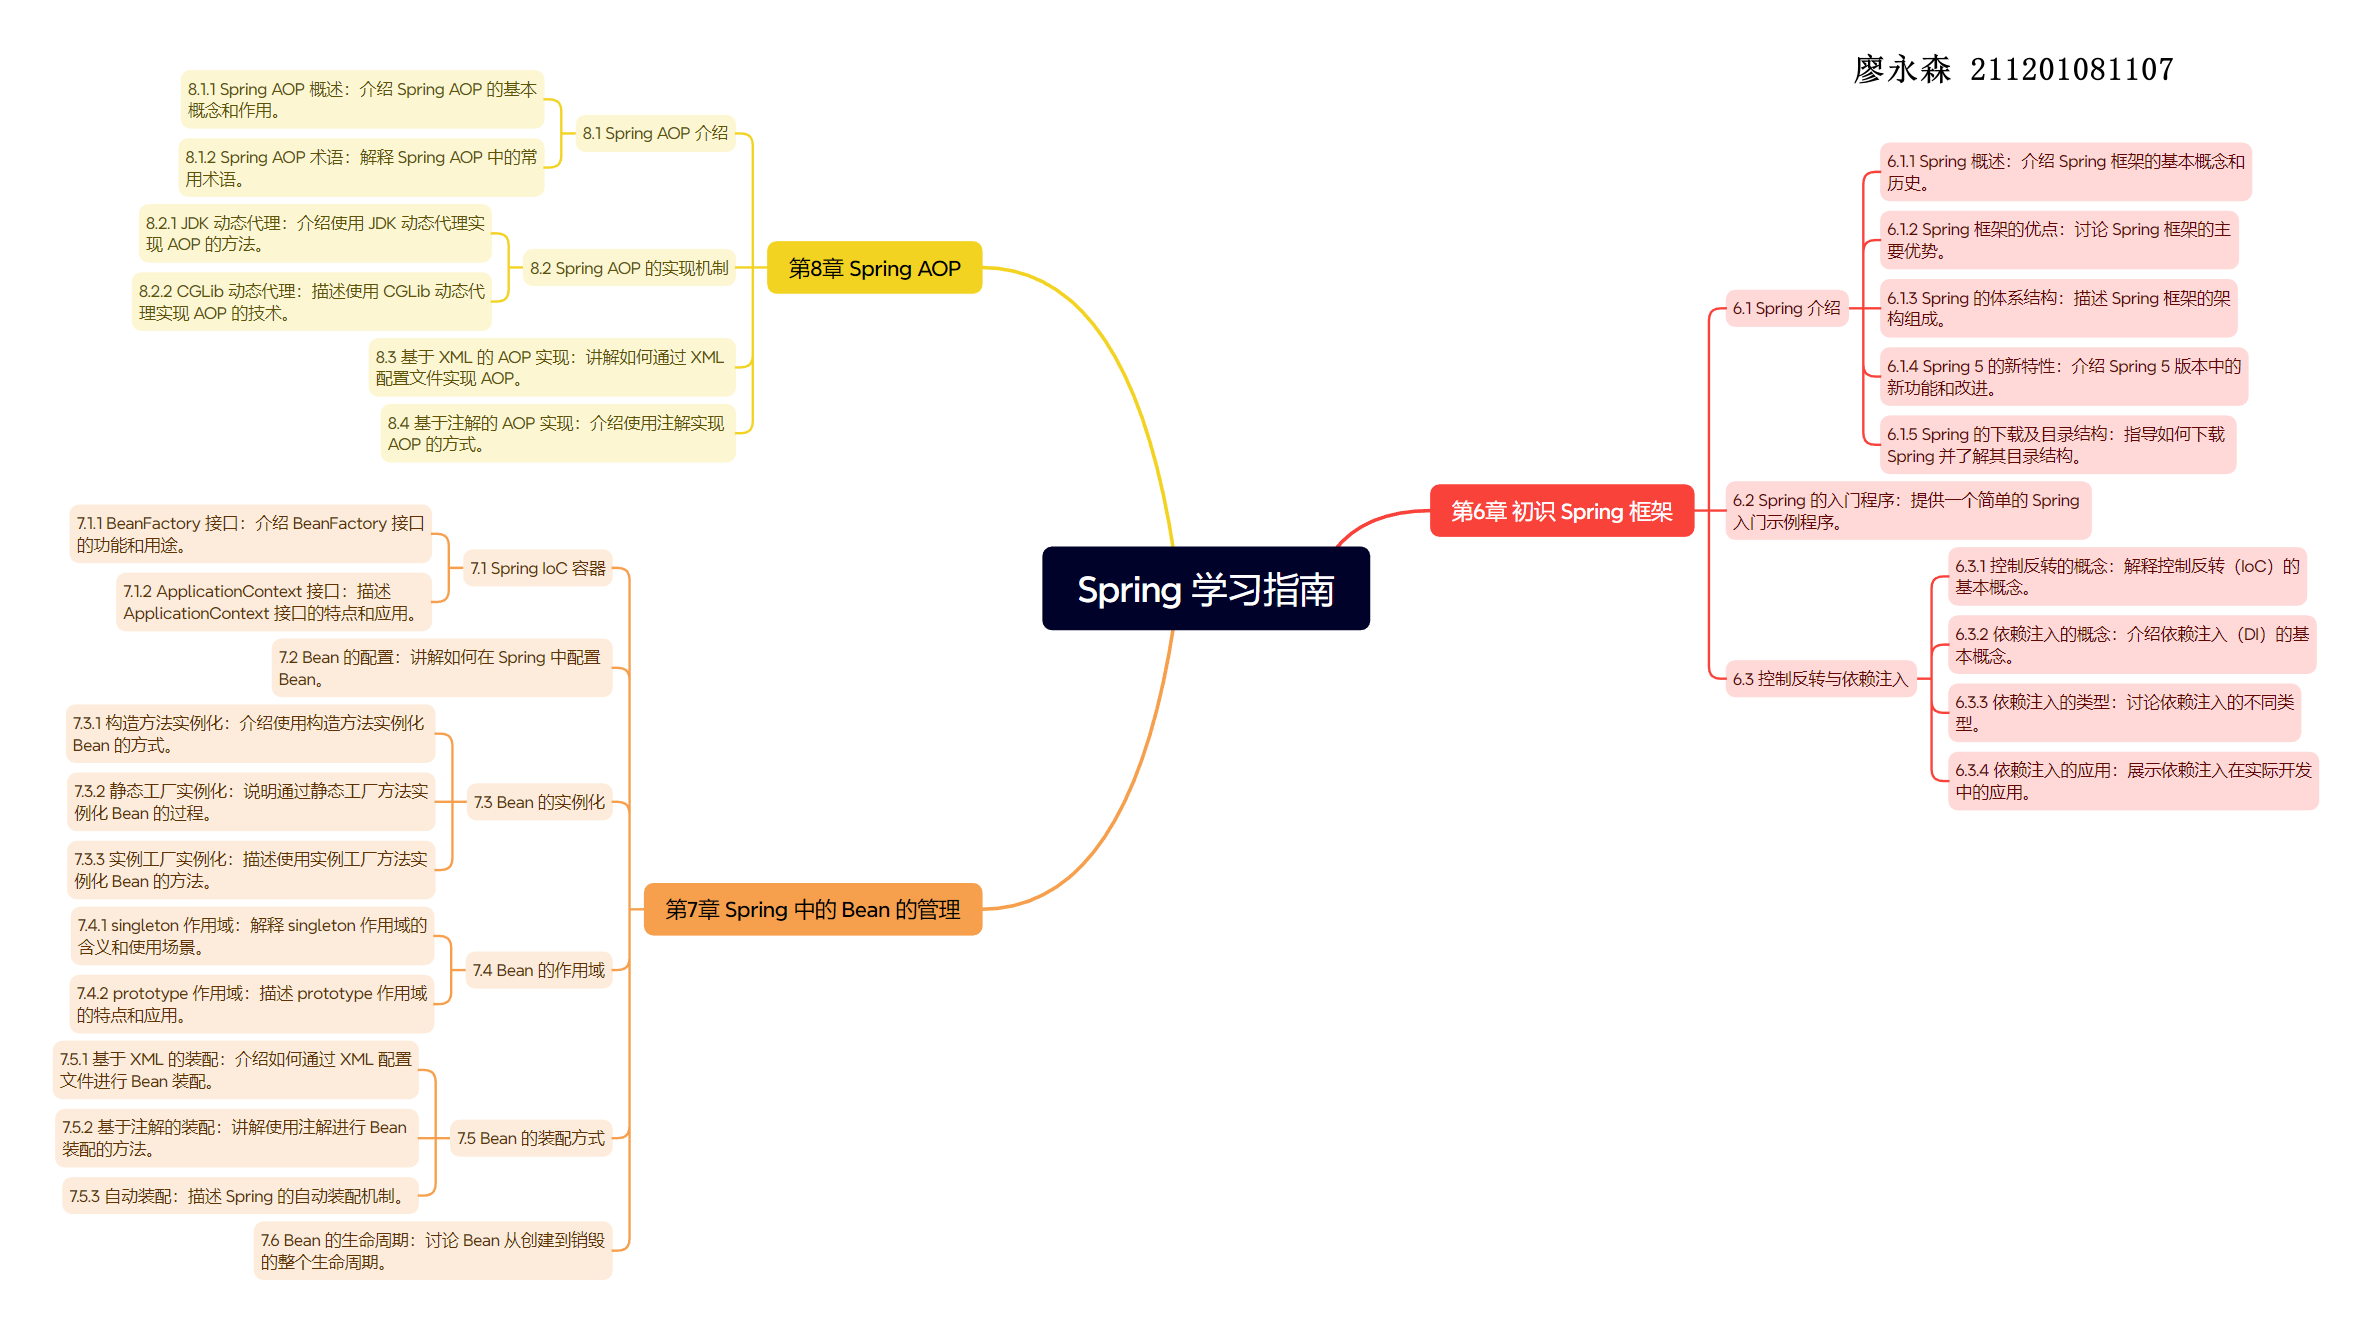 廖永森 211201081107
Spring 学习指南
第6章 初识 Spring 框架
6.1 Spring 介绍
6.1.1 Spring 概述：介绍 Spring 框架的基本概念和
历史。
6.1.2 Spring 框架的优点：讨论 Spring 框架的主
要优势。
6.1.3 Spring 的体系结构：描述 Spring 框架的架
构组成。
6.1.4 Spring 5 的新特性：介绍 Spring 5 版本中的
新功能和改进。
6.1.5 Spring 的下载及目录结构：指导如何下载
Spring 并了解其目录结构。
6.2 Spring 的入门程序：提供一个简单的 Spring
入门示例程序。
6.3 控制反转与依赖注入
6.3.1 控制反转的概念：解释控制反转（IoC）的
基本概念。
6.3.2 依赖注入的概念：介绍依赖注入（DI）的基
本概念。
6.3.3 依赖注入的类型：讨论依赖注入的不同类
型。
6.3.4 依赖注入的应用：展示依赖注入在实际开发
中的应用。
第7章 Spring 中的 Bean 的管理
7.1 Spring IoC 容器
7.1.1 BeanFactory 接口：介绍 BeanFactory 接口
的功能和用途。
7.1.2 ApplicationContext 接口：描述
ApplicationContext 接口的特点和应用。
7.2 Bean 的配置：讲解如何在 Spring 中配置
Bean。
7.3 Bean 的实例化
7.3.1 构造方法实例化：介绍使用构造方法实例化
Bean 的方式。
7.3.2 静态工厂实例化：说明通过静态工厂方法实
例化 Bean 的过程。
7.3.3 实例工厂实例化：描述使用实例工厂方法实
例化 Bean 的方法。
7.4 Bean 的作用域
7.4.1 singleton 作用域：解释 singleton 作用域的
含义和使用场景。
7.4.2 prototype 作用域：描述 prototype 作用域
的特点和应用。
7.5 Bean 的装配方式
7.5.1 基于 XML 的装配：介绍如何通过 XML 配置
文件进行 Bean 装配。
7.5.2 基于注解的装配：讲解使用注解进行 Bean
装配的方法。
7.5.3 自动装配：描述 Spring 的自动装配机制。
7.6 Bean 的生命周期：讨论 Bean 从创建到销毁
的整个生命周期。
第8章 Spring AOP
8.1 Spring AOP 介绍
8.1.1 Spring AOP 概述：介绍 Spring AOP 的基本
概念和作用。
8.1.2 Spring AOP 术语：解释 Spring AOP 中的常
用术语。
8.2 Spring AOP 的实现机制
8.2.1 JDK 动态代理：介绍使用 JDK 动态代理实
现 AOP 的方法。
8.2.2 CGLib 动态代理：描述使用 CGLib 动态代
理实现 AOP 的技术。
8.3 基于 XML 的 AOP 实现：讲解如何通过 XML
配置文件实现 AOP。
8.4 基于注解的 AOP 实现：介绍使用注解实现
AOP 的方式。